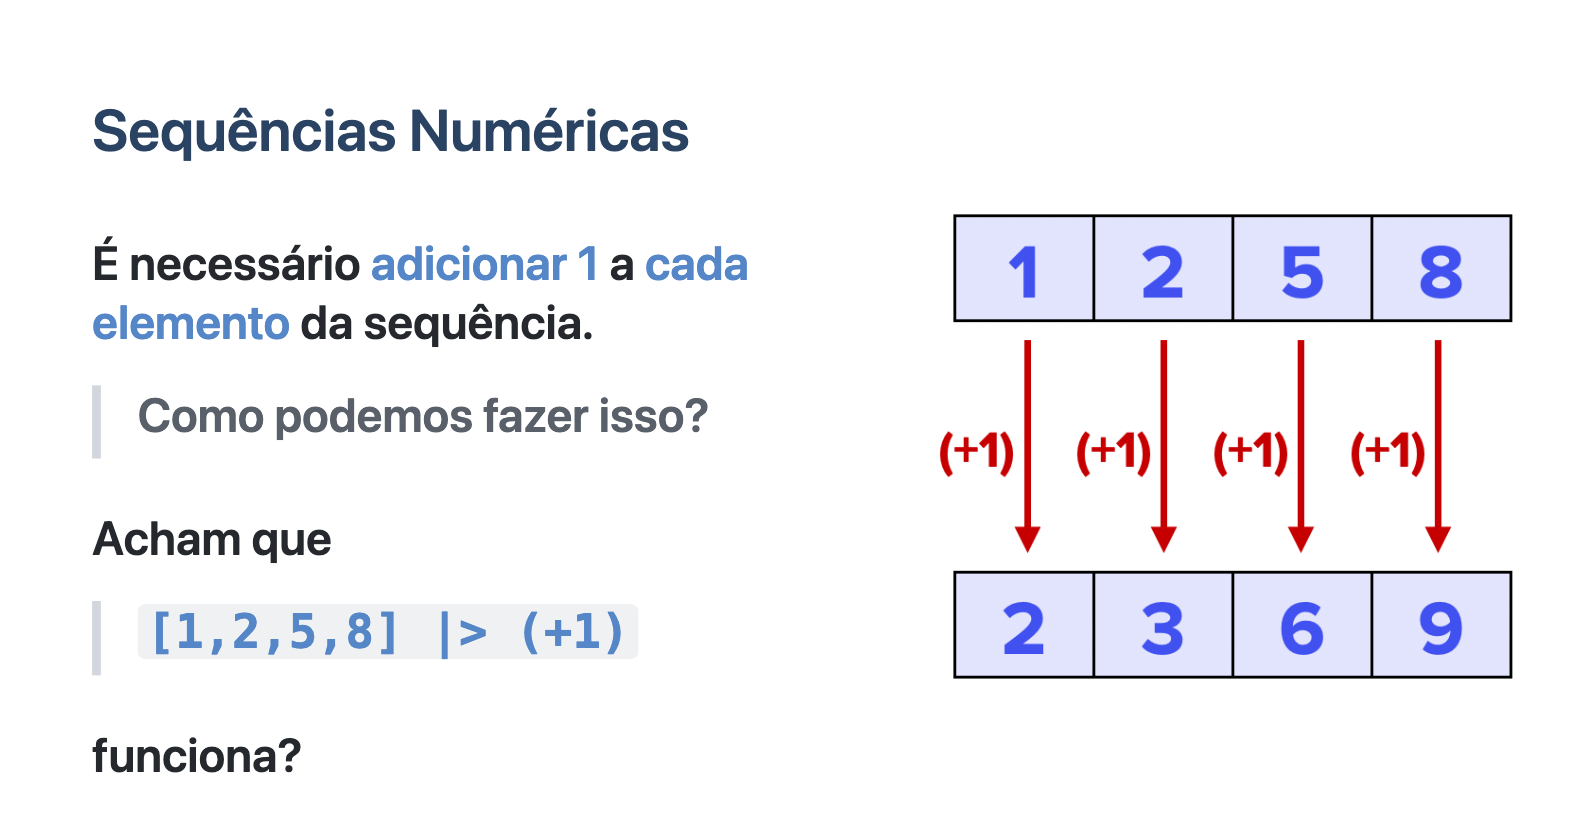 Sequências Numéricas
É necessário adicionar 1 a cada
elemento da sequência.
Como podemos fazer isso?
Acham que
[1,2,5,8] |> (+1)
funciona?
1 2 5 8
(+1) (+1) (+1) (+1)
2 3 6 9